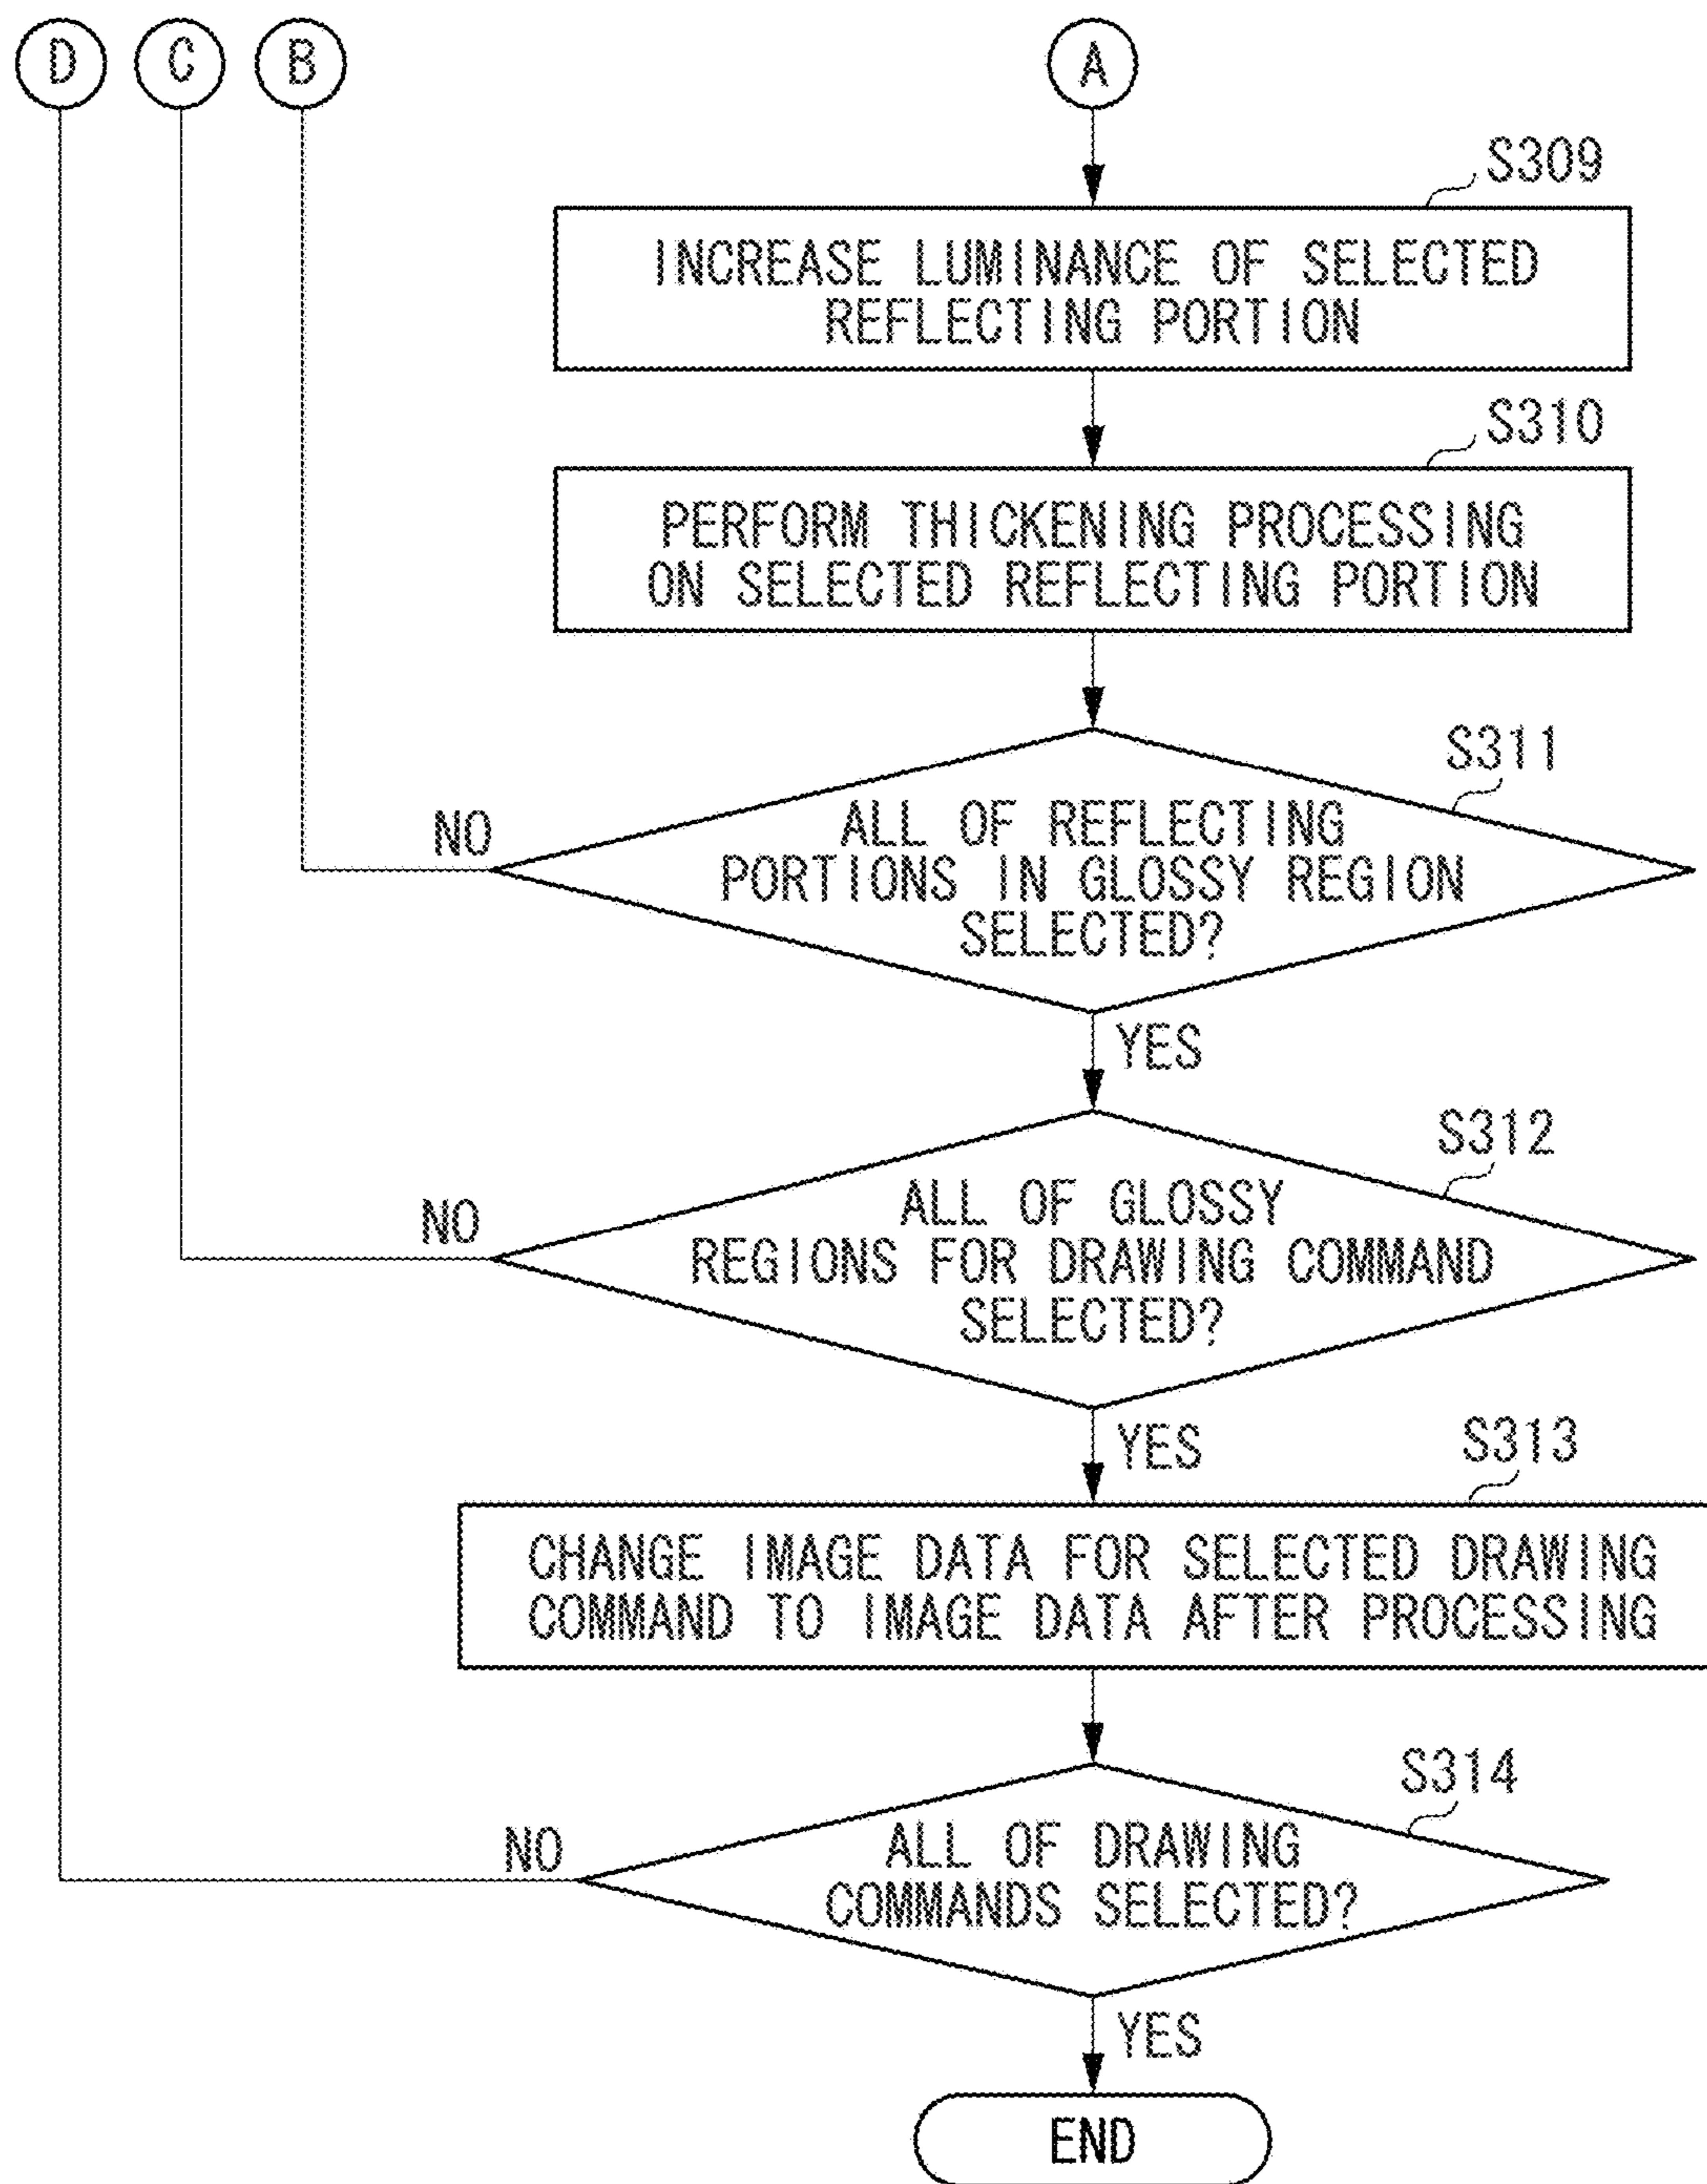 D C B A
S309
INCREASE LUMINANCE OF SELECTED
REFLECTING PORTION
S310
PERFORM THICKENING PROCESSING
ON SELECTED REFLECTING PORTION
S311
ALL OF REFLECTING
PORTIONS IN GLOSSY REGION
SELECTED?
NO
YES
S312
ALL OF GLOSSY
REGIONS FOR DRAWING COMMAND
SELECTED?
NO
YES
S313
CHANGE IMAGE DATA FOR SELECTED DRAWING
COMMAND TO IMAGE DATA AFTER PROCESSING
S314
ALL OF DRAWING
COMMANDS SELECTED?
NO
YES
END